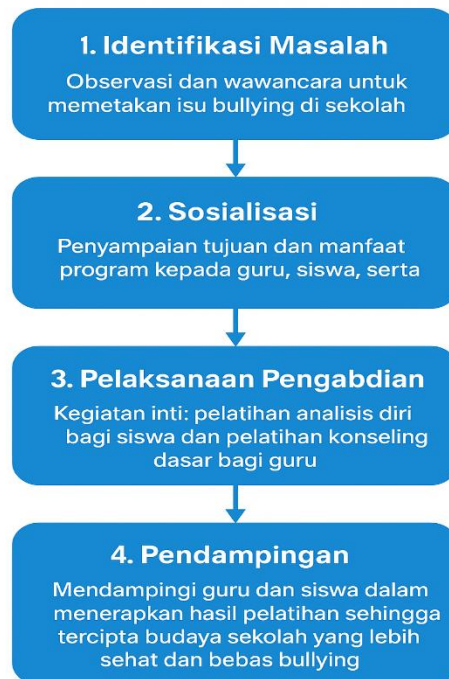 1. Identifikasi Masalah
Observasi dan wawancara untuk
memetakan isu bullying di sekolah
2. Sosialisasi
Penyampaian tujuan dan manfaat
program kepada guru, siswa, serta
3. Pelaksanaan Pengabdian
Kegiatan inti: pelatihan analisis diri
bagi siswa dan pelatihan konseling
dasar bagi guru
4. Pendampingan
Mendampingi guru dan siswa dalam
menerapkan hasil pelatihan sehingga
tercipta budaya sekolah yang lebih
sehat dan bebas bullying